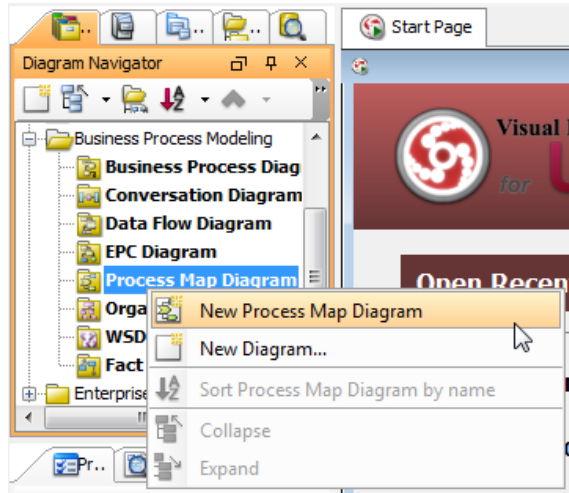 Start Page
Diagram Navigator
Business Process Modeling
Business Process Diag
Conversation Diagram
Data Flow Diagram
EPC Diagram
Process Map Diagram
Orga
WSD
Fact
Enterprise
Pr..
Visual
for U
Open Recen
New Process Map Diagram
New Diagram...
Sort Process Map Diagram by name
Collapse
Expand